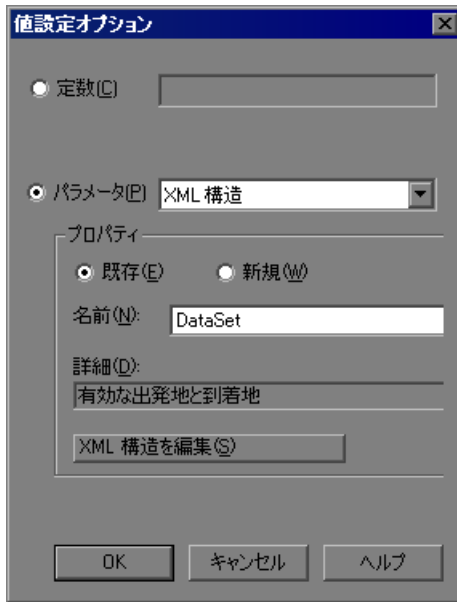 値設定オプション
定数(C)
パラメータ(P) XML 構造
プロパティ
既存(E) 新規(W)
名前(N): DataSet
詳細(D):
有効な出発地と到着地
XML 構造を編集(S)
OK キャンセル ヘルプ